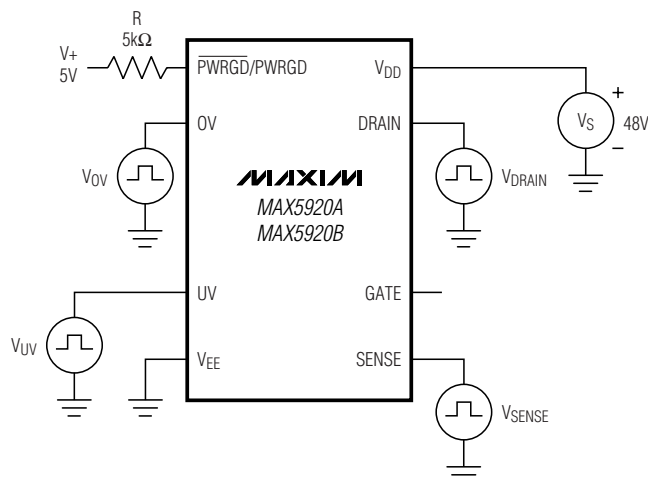 R
5kΩ
V+
5V
PWRGD/PWRGD
VDD
OV
DRAIN
VS
+
48V
–
VOV
MAXIM
MAX5920A
MAX5920B
VDRAIN
UV
GATE
VUV
VEE
SENSE
VSENSE